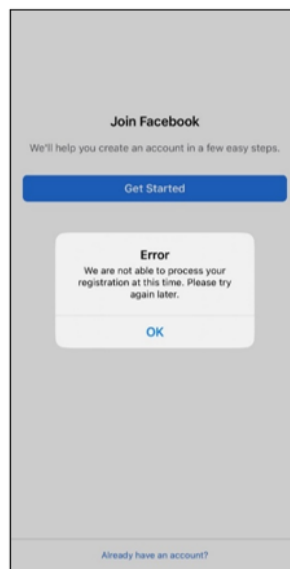 Join Facebook
We'll help you create an account in a few easy steps.
Get Started
Error
We are not able to process your
registration at this time. Please try
again later.
OK
Already have an account?